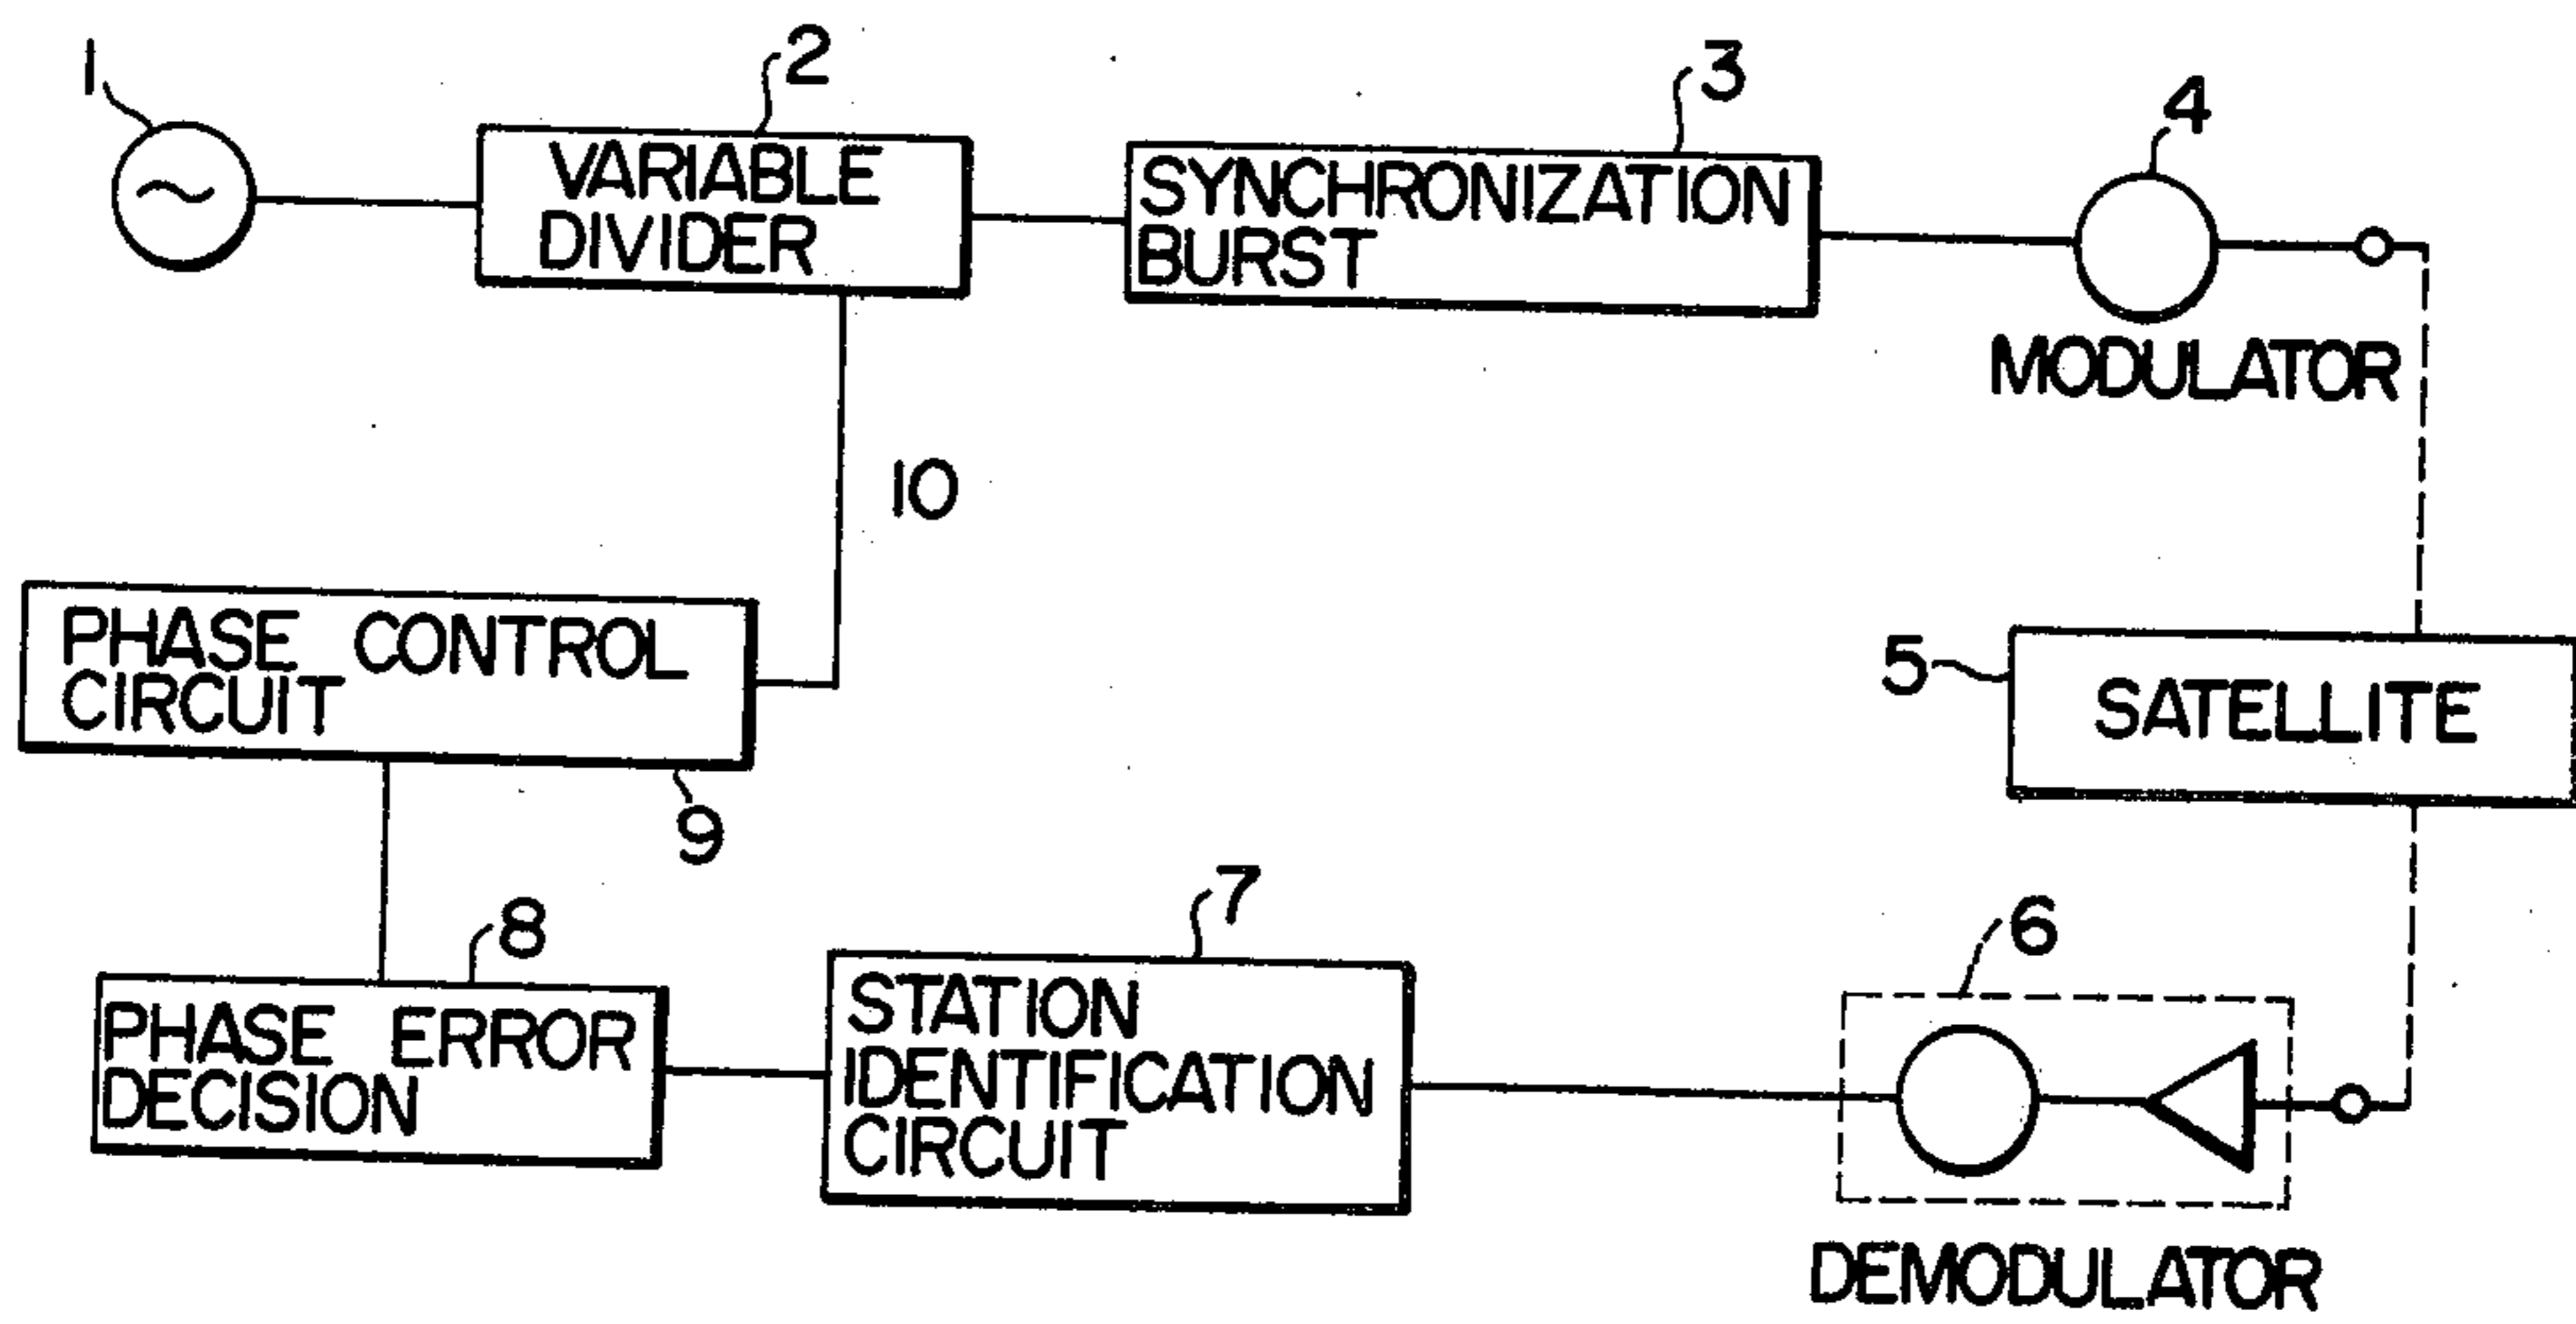 1
2
3
4
VARIABLE
DIVIDER
SYNCHRONIZATION
BURST
MODULATOR
10
PHASE CONTROL
CIRCUIT
9
5
SATELLITE
8
7
6
PHASE ERROR
DECISION
STATION
IDENTIFICATION
CIRCUIT
DEMODULATOR